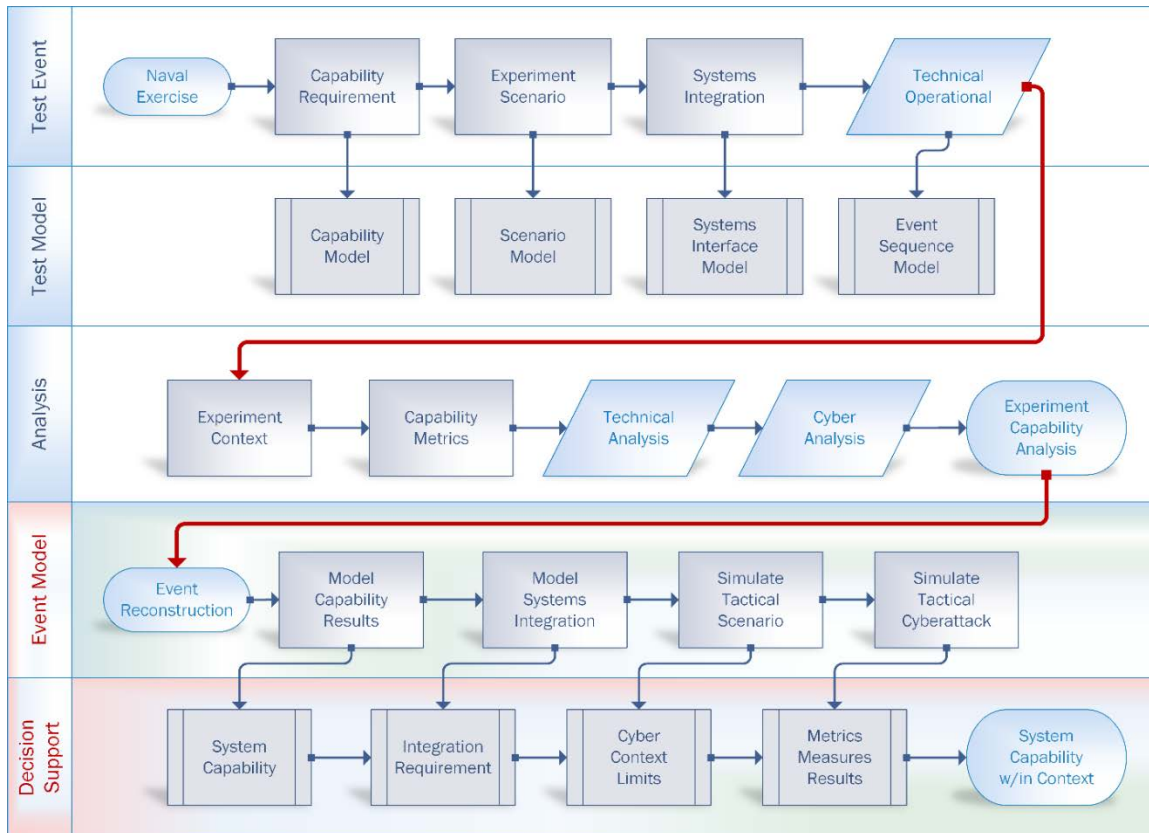 Test Event
Naval
Exercise
Capability
Requirement
Experiment
Scenario
Systems
Integration
Technical
Operational
Test Model
Capability
Model
Scenario
Model
Systems
Interface
Model
Event
Sequence
Model
Analysis
Experiment
Context
Capability
Metrics
Technical
Analysis
Cyber
Analysis
Experiment
Capability
Analysis
Event Model
Event
Reconstruction
Model
Capability
Results
Model
Systems
Integration
Simulate
Tactical
Scenario
Simulate
Tactical
Cyberattack
Decision
Support
System
Capability
Integration
Requirement
Cyber
Context
Limits
Metrics
Measures
Results
System
Capability
w/in Context